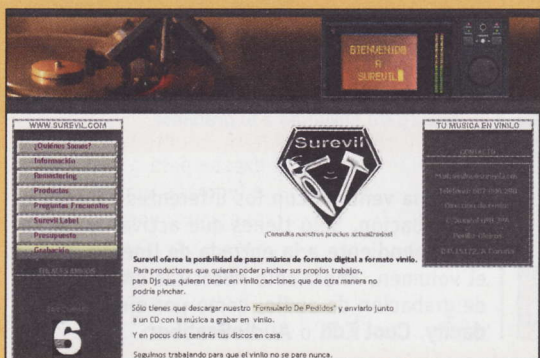 BIENVENIDO
A
SUREVIL
WWW.SUREVIL.COM
¿Quiénes Somos?
Información
Remastering
Productos
Preguntas Frecuentes
Surevil Label
Presupuesto
Grabación
6
Surevil
¡Consulta nuestros precios actualizados!
TU MUSICA EN VINILO
CONTACTO
Surevil oferce la posibilidad de pasar música de formato digital a formato vinilo.
Para productores que quieran poder pinchar sus propios trabajos,
para Djs que quieran tener en vinilo canciones que de otra manera no
podría pinchar.
Sólo tienes que descargar nuestro "Formulario De Pedidos" y enviarlo junto
a un CD con la música a grabar en vinilo.
Y en pocos días tendrás tus discos en casa.
Seguimos trabajando para que el vinilo no se pare nunca.